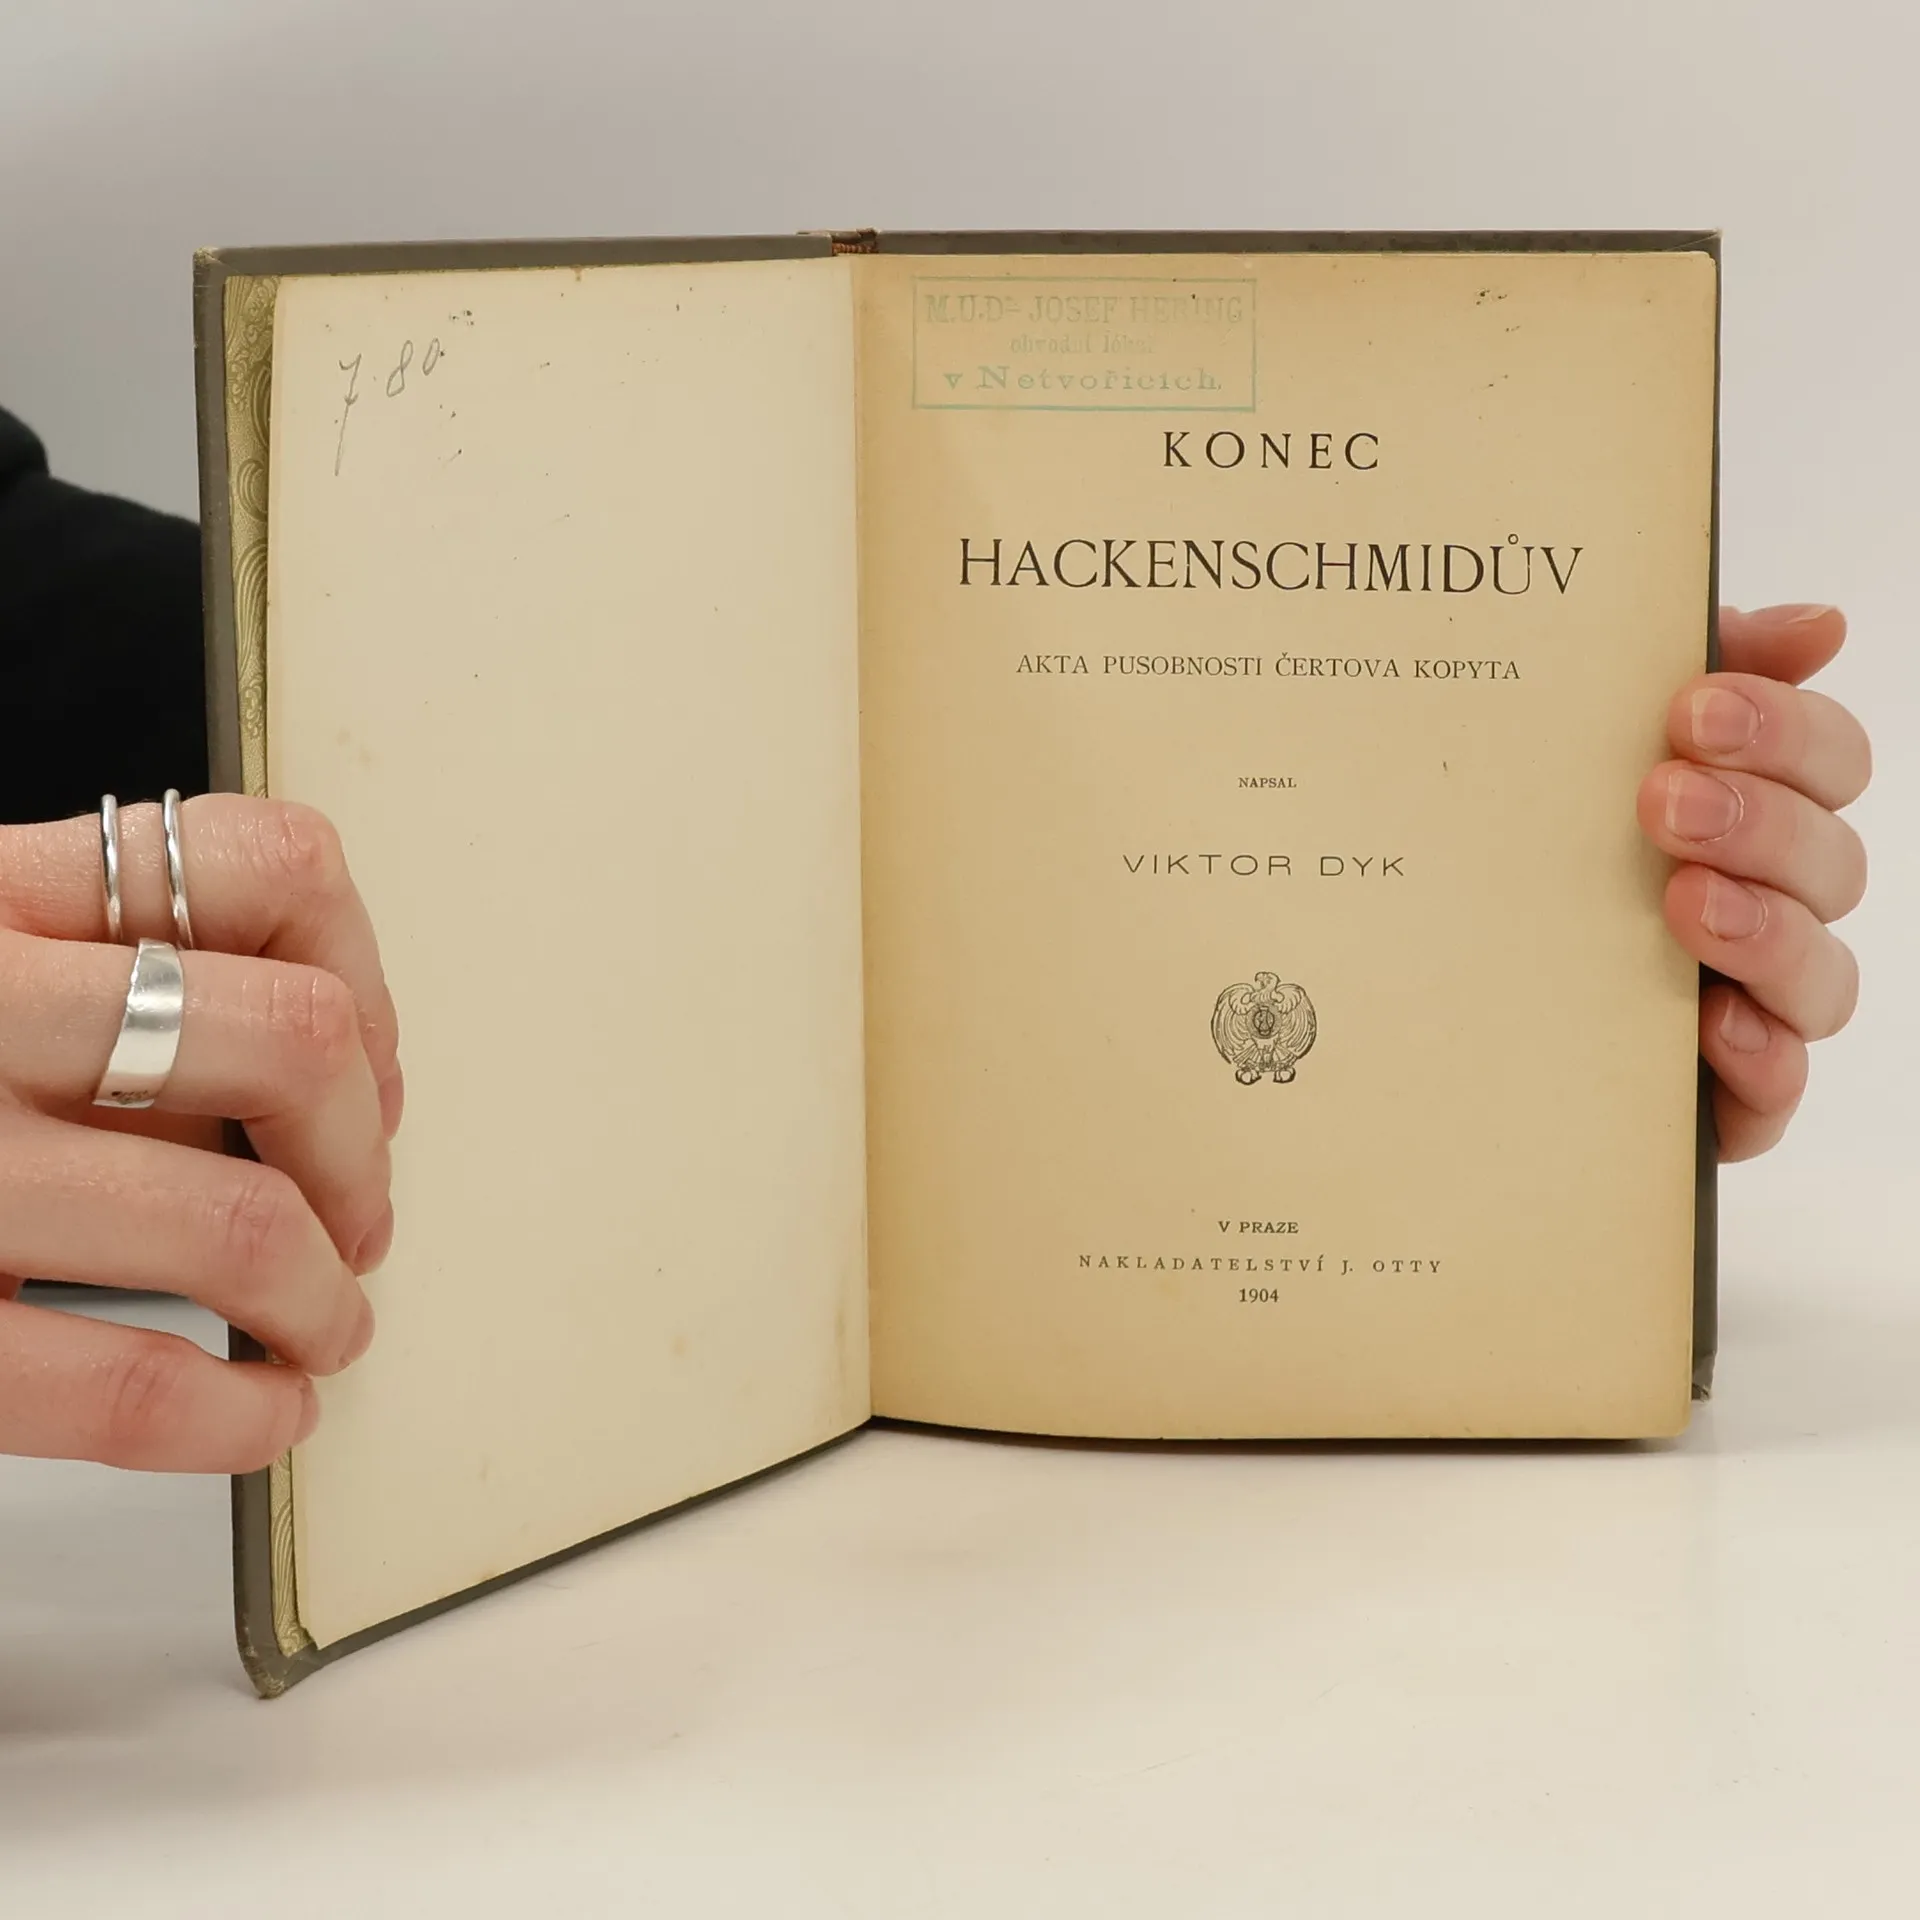 7.80
M.U.Dr. JOSEF HERING
obvodní lékař
v Netvořicích.
KONEC
HACKENSCHMIDŮV
AKTA PUSOBNOSTI ČERTOVA KOPYTA
NAPSAL
VIKTOR DYK
V PRAZE
NAKLADATELSTVÍ J. OTTY
1904